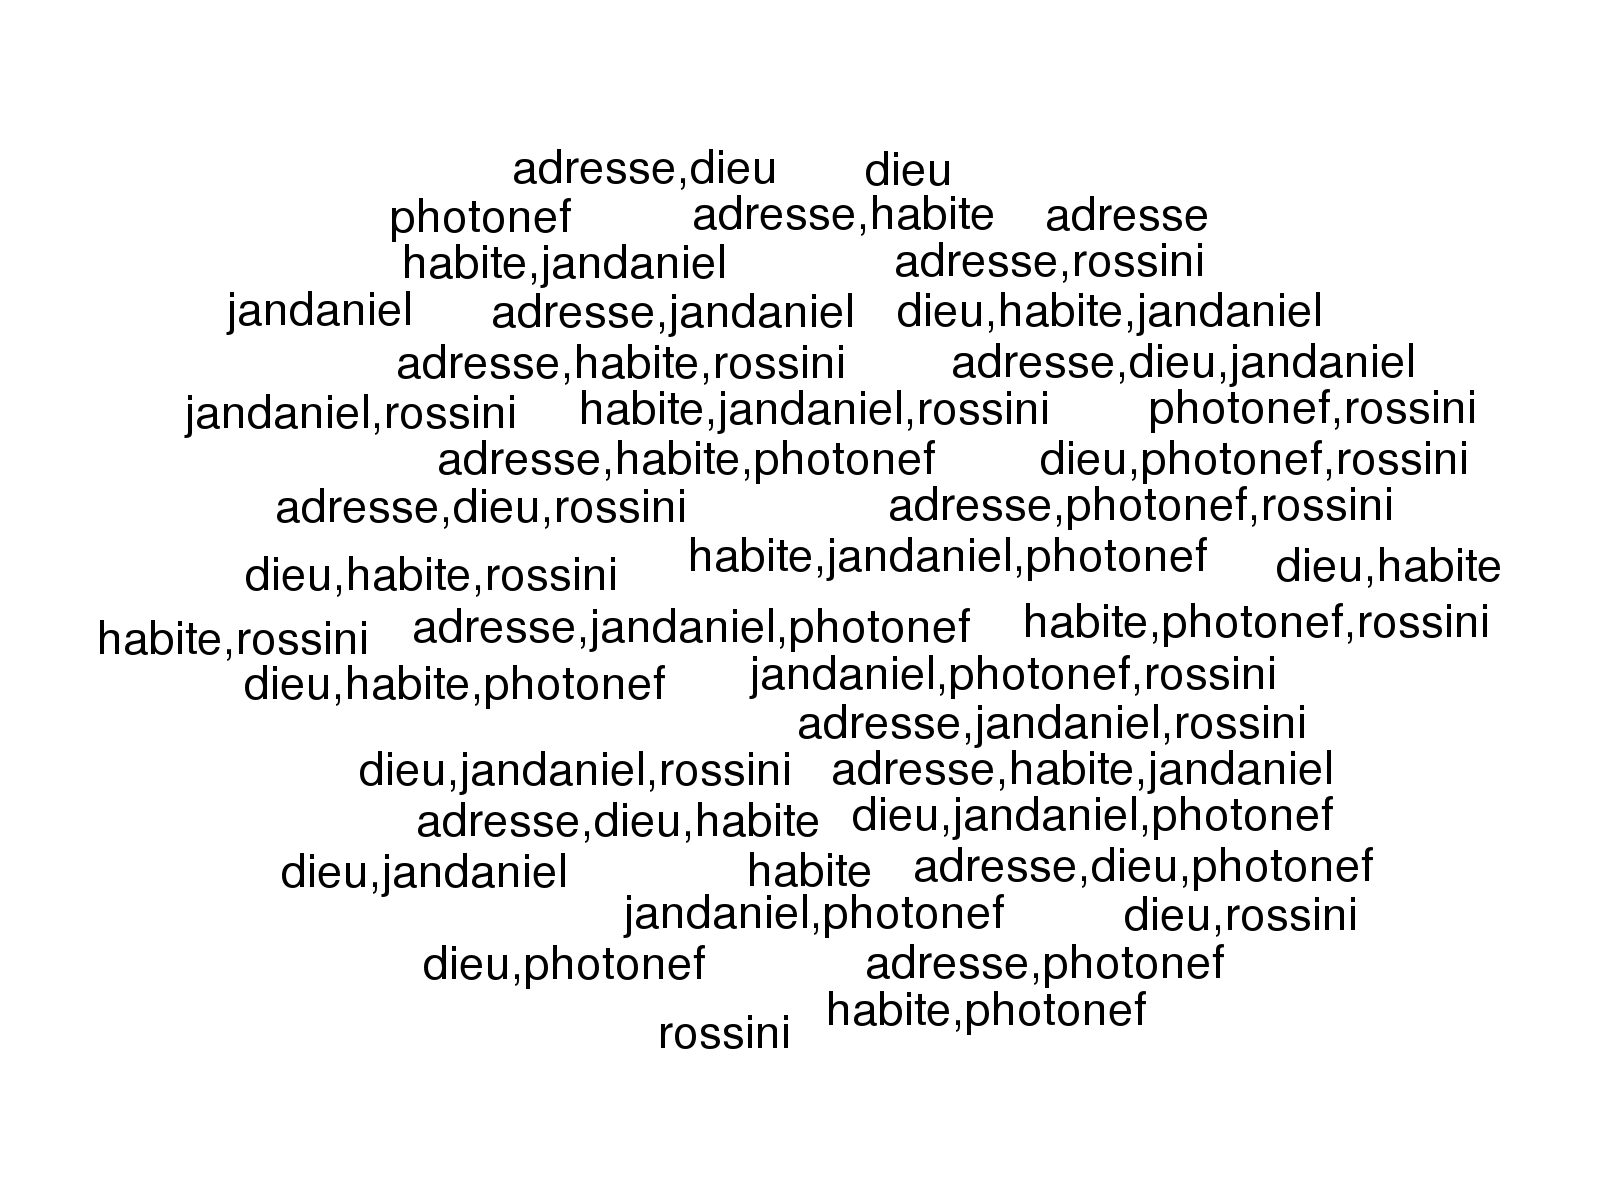 adresse,dieu dieu
photonef adresse,habite adresse
habite,jandaniel adresse,rossini
jandaniel adresse,jandaniel dieu,habite,jandaniel
adresse,habite,rossini adresse,dieu,jandaniel
jandaniel,rossini habite,jandaniel,rossini photonef,rossini
adresse,habite,photonef dieu,photonef,rossini
adresse,dieu,rossini adresse,photonef,rossini
dieu,habite,rossini habite,jandaniel,photonef dieu,habite
habite,rossini adresse,jandaniel,photonef habite,photonef,rossini
dieu,habite,photonef jandaniel,photonef,rossini
adresse,jandaniel,rossini
dieu,jandaniel,rossini adresse,habite,jandaniel
adresse,dieu,habite dieu,jandaniel,photonef
dieu,jandaniel habite adresse,dieu,photonef
jandaniel,photonef dieu,rossini
dieu,photonef adresse,photonef
rossini habite,photonef